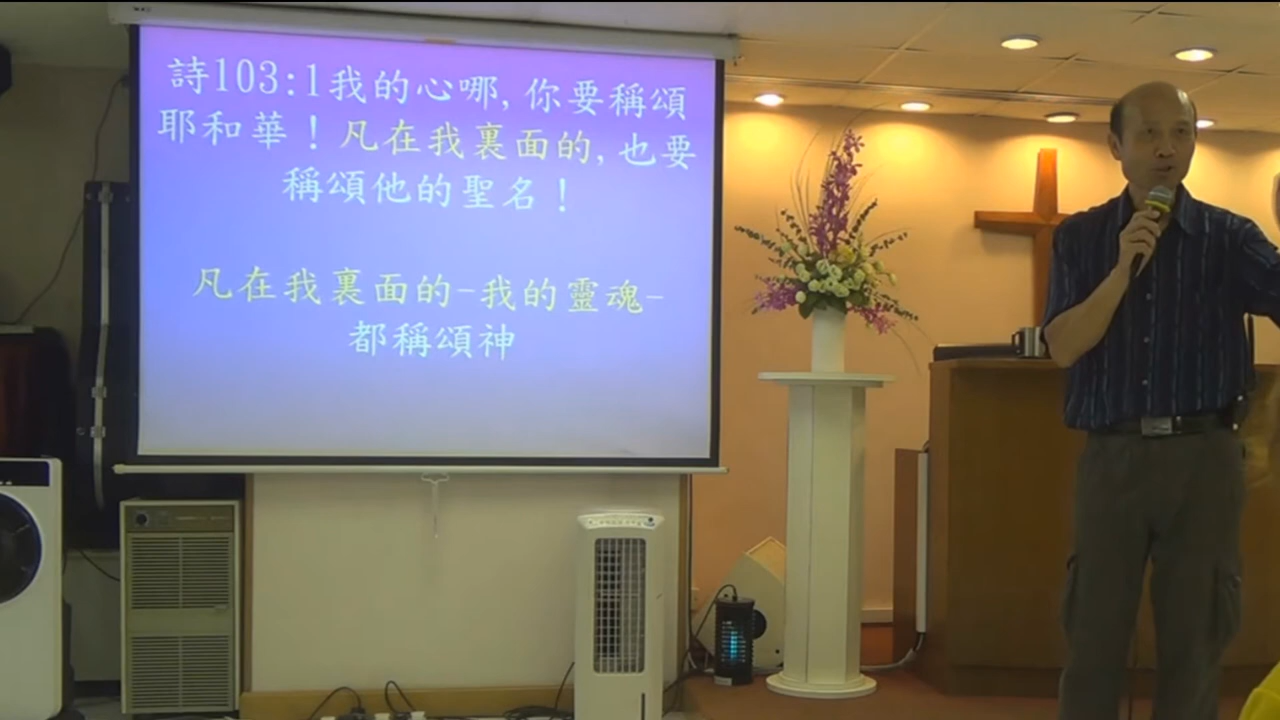 詩103:1我的心哪,你要稱頌
耶和華！凡在我裏面的,也要
稱頌他的聖名！
凡在我裏面的-我的靈魂-
都稱頌神